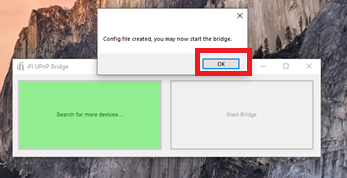 Config file created, you may now start the bridge.
OK
iFi UPnP Bridge
Search for more devices...
Start Bridge